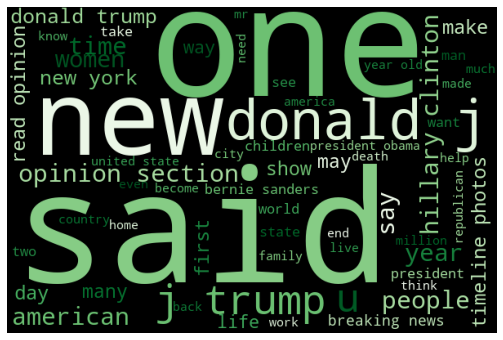 donald trump
mr
one
make
know
take
time
way
need
women
see
year old
man
much
new york
america
made
read opinion
new
donald j
hillary clinton
want
children
president obama
united state
city
may
death
help
opinion section
show
say
even
become
bernie sanders
said
republican
timeline photos
country
home
world
first
state
end
two
family
live
million
year
president
think
day
many
j
trump
u
people
back
american
life
work
breaking news